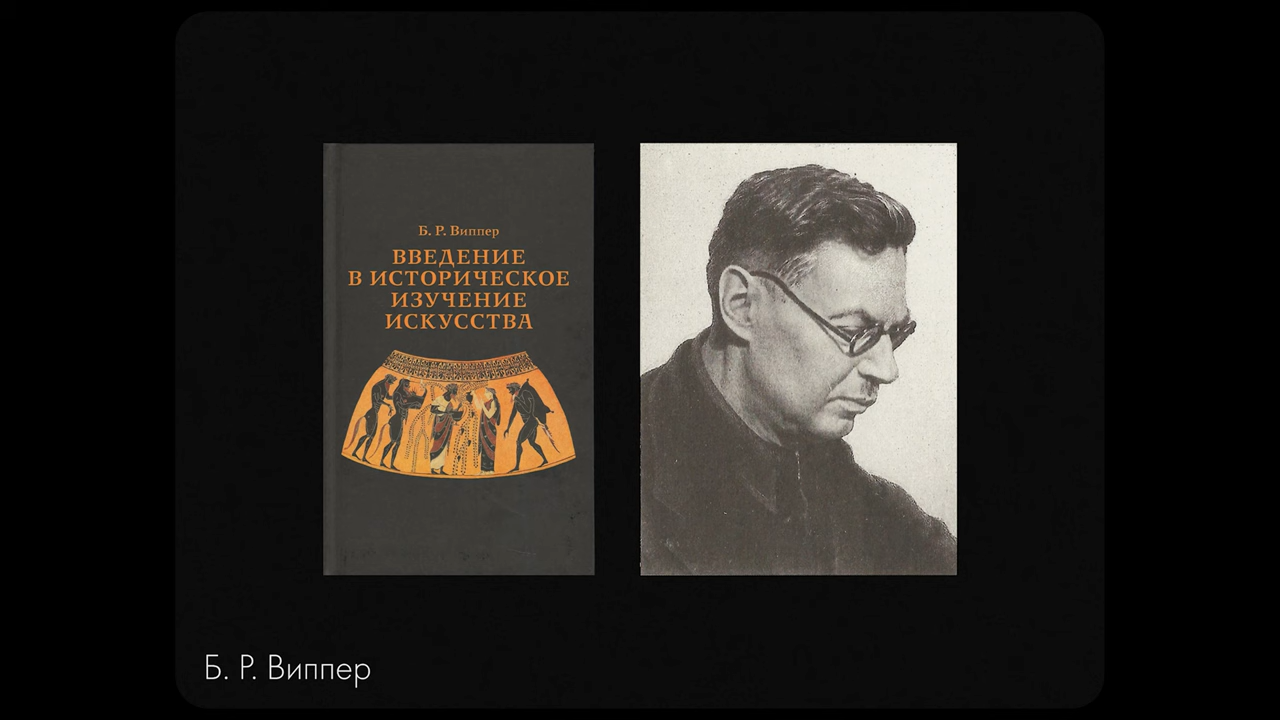 Б. Р. Виппер
ВВЕДЕНИЕ
В ИСТОРИЧЕСКОЕ
ИЗУЧЕНИЕ
ИСКУССТВА
Б. Р. Виппер